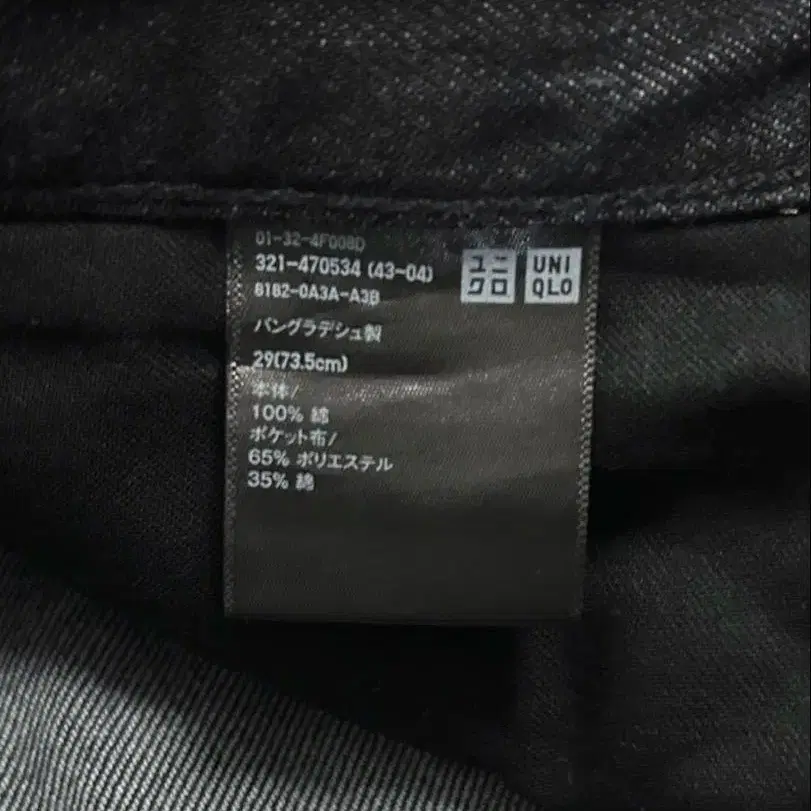 01-32-4F008D
321-470534 (43-04)
8182-0A3A-A3B
ユニ
クロ
UNI
QLO
バングラデシュ製
29(73.5cm)
本体/
100% 綿
ポケット布/
65% ポリエステル
35% 綿